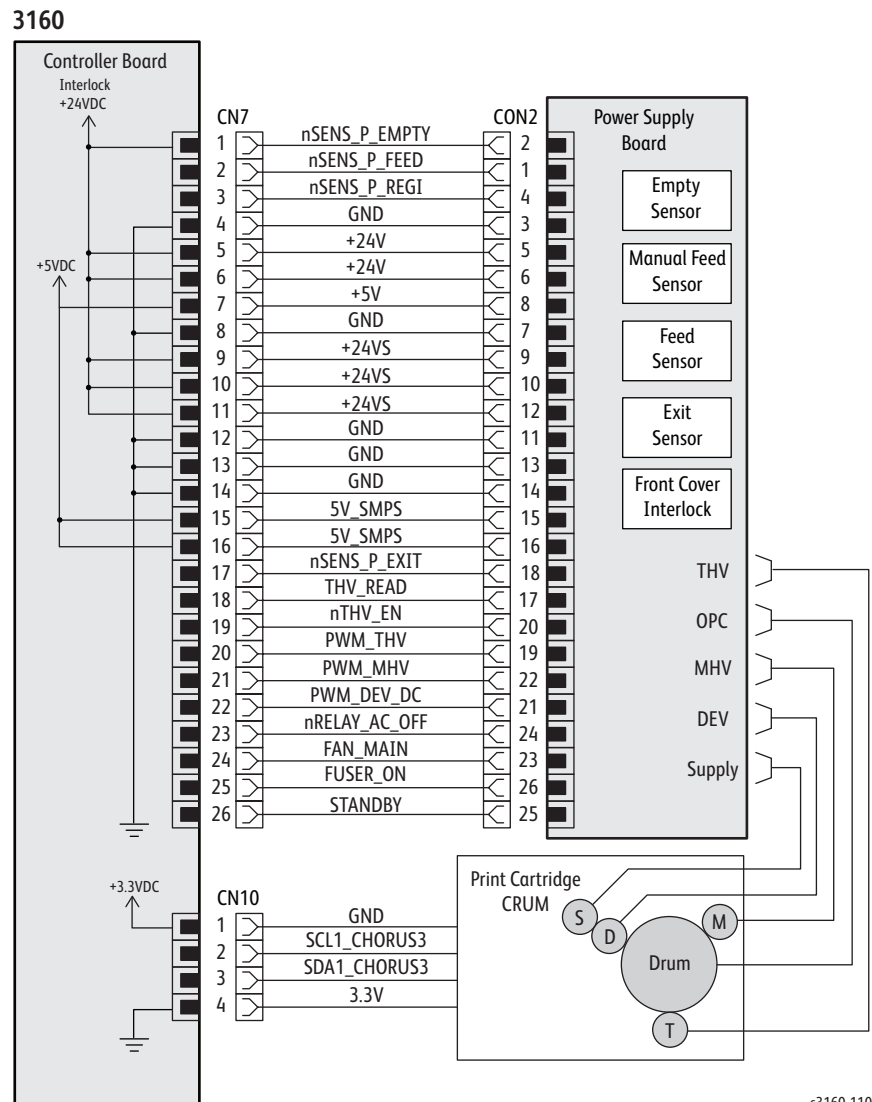 3160
Controller Board
Interlock
+24VDC
CN7
CON2
Power Supply
Board
1 nSENS_P_EMPTY 2
2 nSENS_P_FEED 1
3 nSENS_P_REGI 4
4 GND 3
5 +24V 5
6 +24V 6
7 +5V 8
8 GND 7
9 +24VS 9
10 +24VS 10
11 +24VS 12
12 GND 11
13 GND 13
14 GND 14
15 5V_SMPS 15
16 5V_SMPS 16
17 nSENS_P_EXIT 18
18 THV_READ 17
19 nTHV_EN 20
20 PWM_THV 19
21 PWM_MHV 22
22 PWM_DEV_DC 21
23 nRELAY_AC_OFF 24
24 FAN_MAIN 23
25 FUSER_ON 26
26 STANDBY 25
+5VDC
Empty
Sensor
Manual Feed
Sensor
Feed
Sensor
Exit
Sensor
Front Cover
Interlock
THV
OPC
MHV
DEV
Supply
+3.3VDC
CN10
1 GND
2 SCL1_CHORUS3
3 SDA1_CHORUS3
4 3.3V
Print Cartridge
CRUM
S
D
M
Drum
T
s3160-110